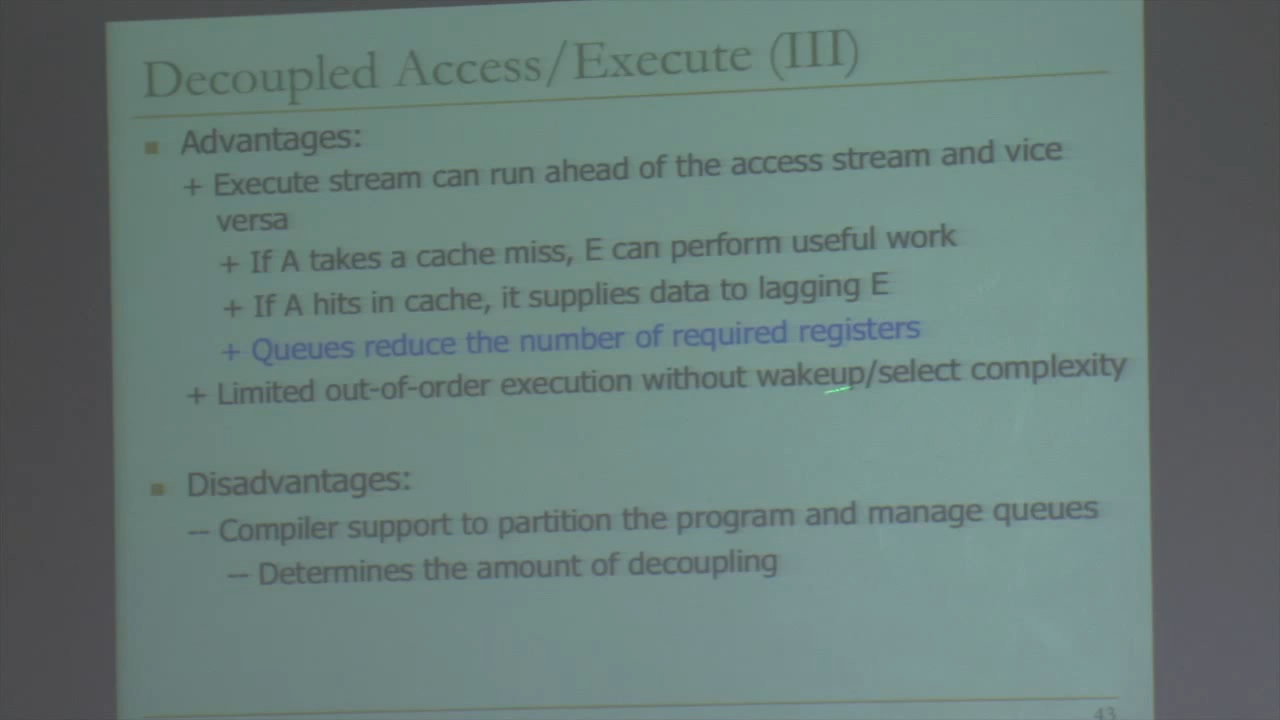 Decoupled Access/Execute (III)
■ Advantages:
+ Execute stream can run ahead of the access stream and vice
versa
+ If A takes a cache miss, E can perform useful work
+ If A hits in cache, it supplies data to lagging E
+ Queues reduce the number of required registers
+ Limited out-of-order execution without wakeup/select complexity
■ Disadvantages:
-- Compiler support to partition the program and manage queues
-- Determines the amount of decoupling
43